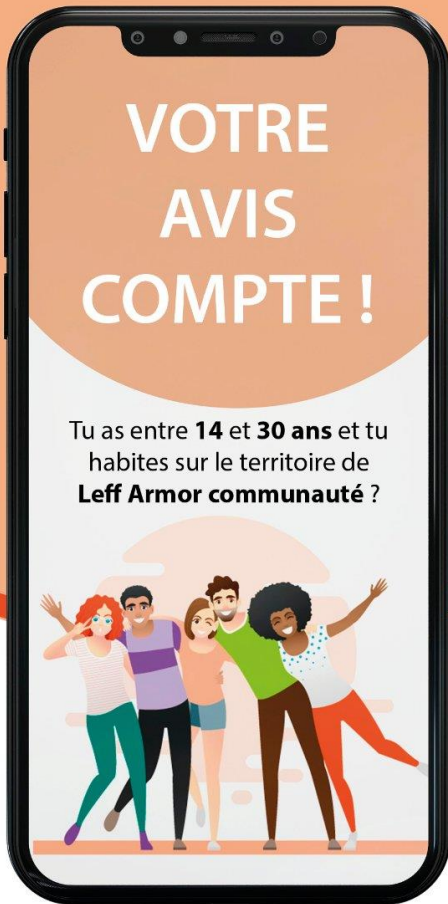 VOTRE
AVIS
COMPTE !
Tu as entre 14 et 30 ans et tu
habites sur le territoire de
Leff Armor communauté ?